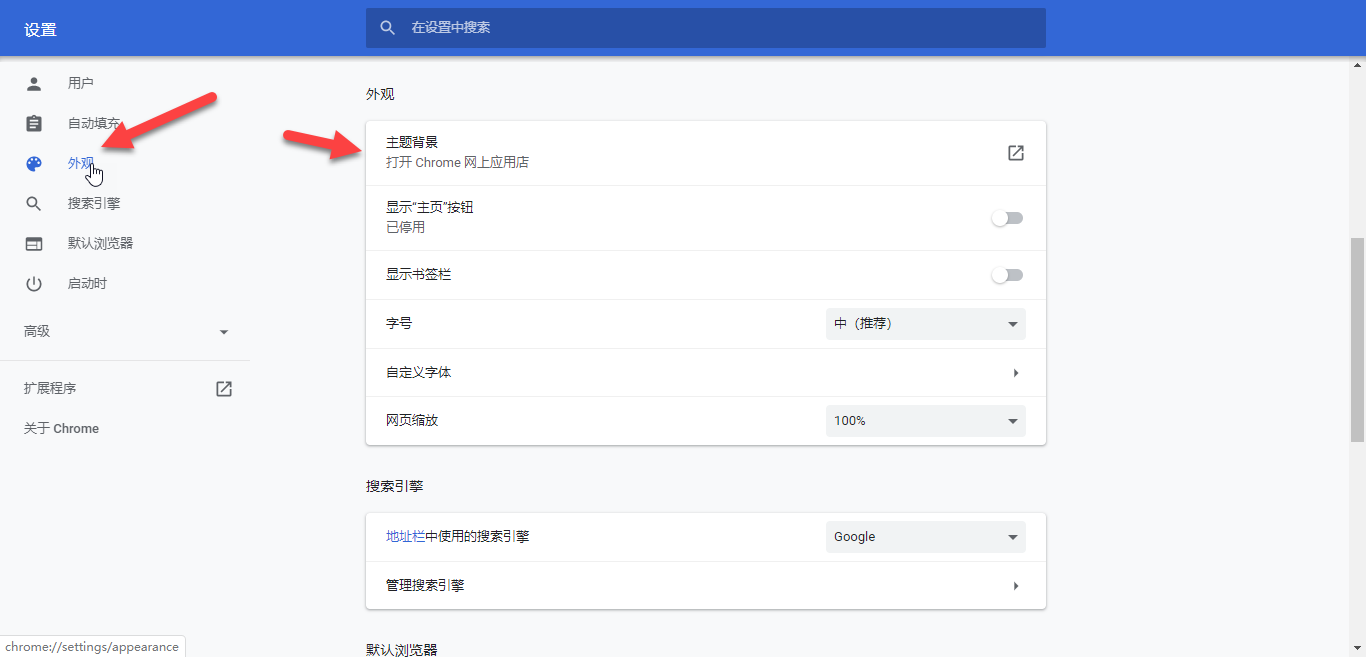 设置
在设置中搜索
用户
自动填充
外观
搜索引擎
默认浏览器
启动时
高级
扩展程序
关于 Chrome
外观
主题背景
打开 Chrome 网上应用店
显示“主页”按钮
已停用
显示书签栏
字号
中（推荐）
自定义字体
网页缩放
100%
搜索引擎
地址栏中使用的搜索引擎
Google
管理搜索引擎
默认浏览器
chrome://settings/appearance